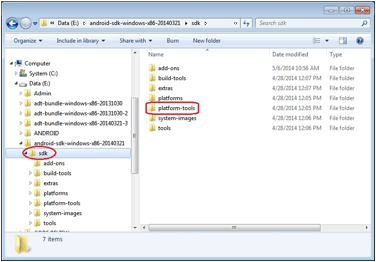 « Data (E:) ▸ android-sdk-windows-x86-20140321 ▸ sdk ▸
Search sdk
Organize Include in library Share with Burn New folder
Name Date modified Type
Computer
System (C:)
Data (E:)
Admin
adt-bundle-windows-x86-20131030
adt-bundle-windows-x86-20131030-2
adt-bundle-windows-x86-20140321-3
ANDROID
android-sdk-windows-x86-20140321
sdk
add-ons
build-tools
extras
platforms
platform-tools
system-images
tools
add-ons 5/6/2014 10:56 AM File folder
build-tools 4/28/2014 12:07 PM File folder
extras 4/28/2014 12:07 PM File folder
platforms 4/28/2014 12:08 PM File folder
platform-tools 4/28/2014 12:06 PM File folder
system-images 4/28/2014 12:08 PM File folder
tools 4/28/2014 12:06 PM File folder
7 items